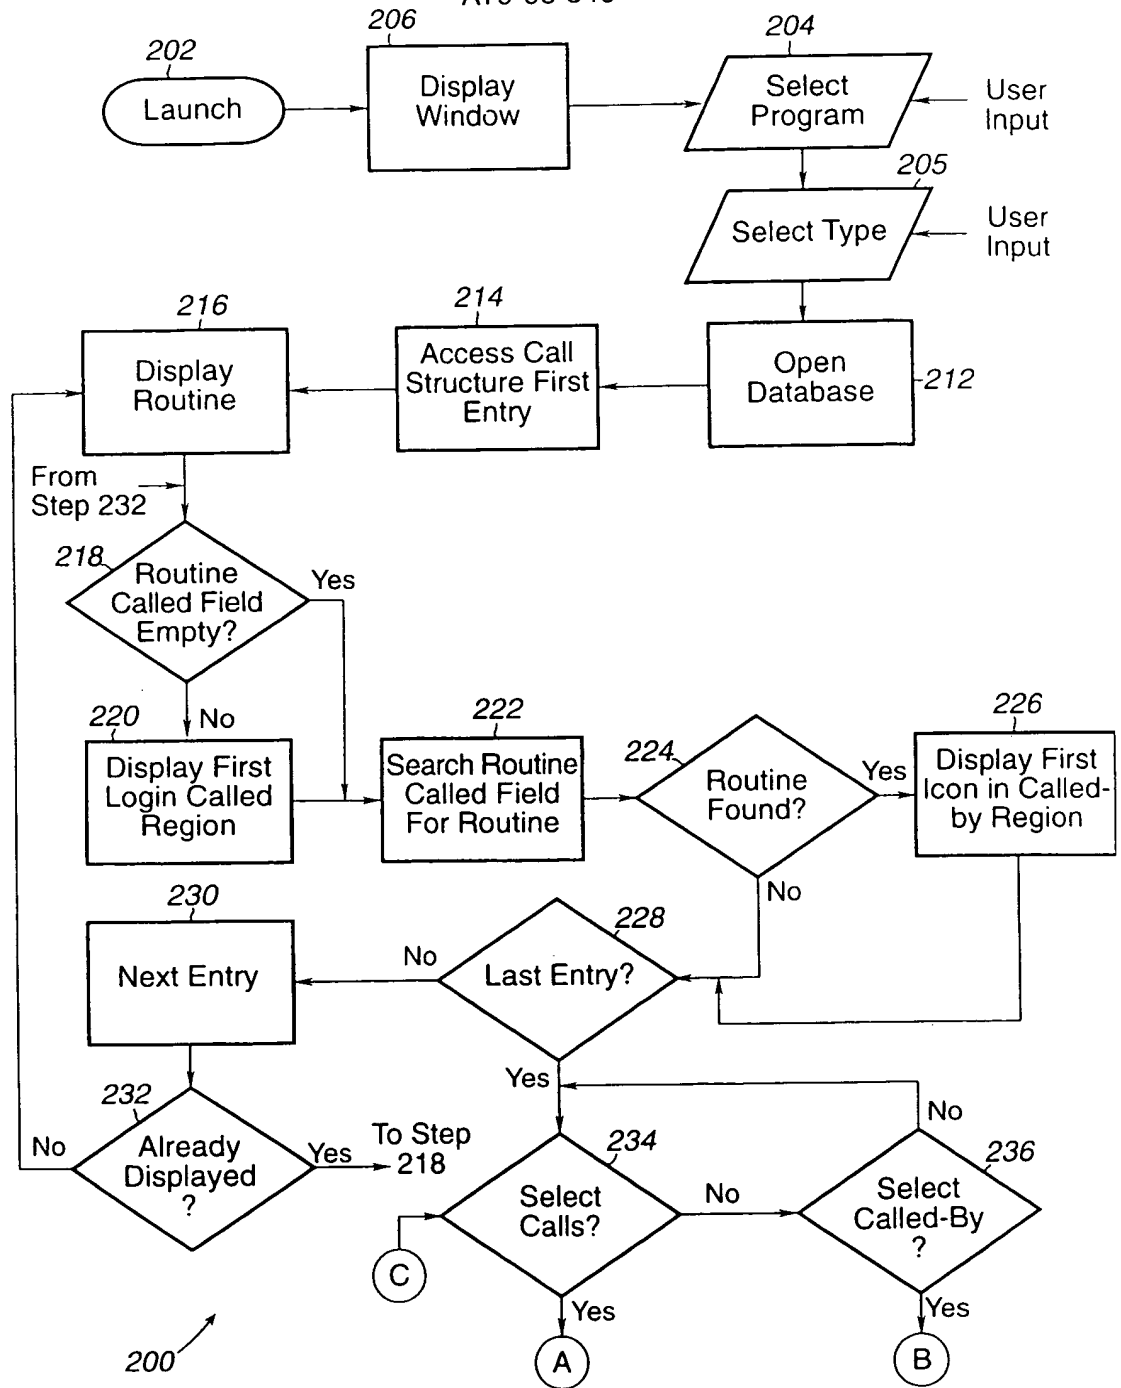 206
204
202
Launch
Display
Window
Select
Program
User
Input
205
Select Type
User
Input
216
214
Display
Routine
Access Call
Structure First
Entry
Open
Database
212
From
Step 232
218
Routine
Called Field
Empty?
Yes
No
220
Display First
Login Called
Region
222
Search Routine
Called Field
For Routine
224
Routine
Found?
Yes
No
226
Display First
Icon in Called-
by Region
230
Next Entry
No
228
Last Entry?
Yes
232
Already
Displayed
?
No
Yes
To Step
218
234
Select
Calls?
No
Yes
236
Select
Called-By
?
No
Yes
C
A
B
200